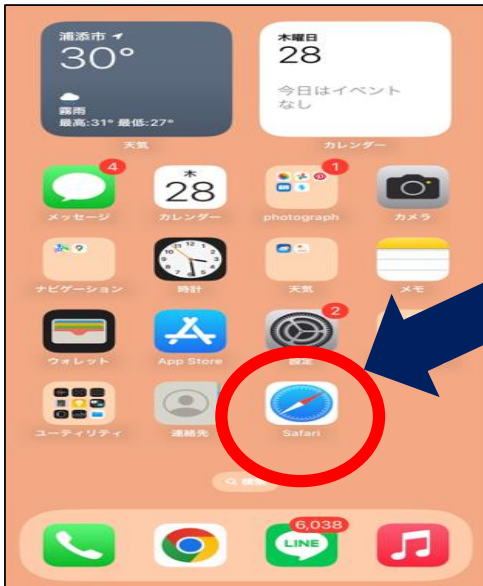 浦添市
30°
霧雨
最高:31° 最低:27°
天気
木曜日
28
今日はイベント
なし
カレンダー
4
メッセージ
木
28
カレンダー
1
photograph
カメラ
ナビゲーション
時計
天気
メモ
ウォレット
App Store
2
設定
ユーティリティ
連絡先
Safari
検索
6,038
LINE